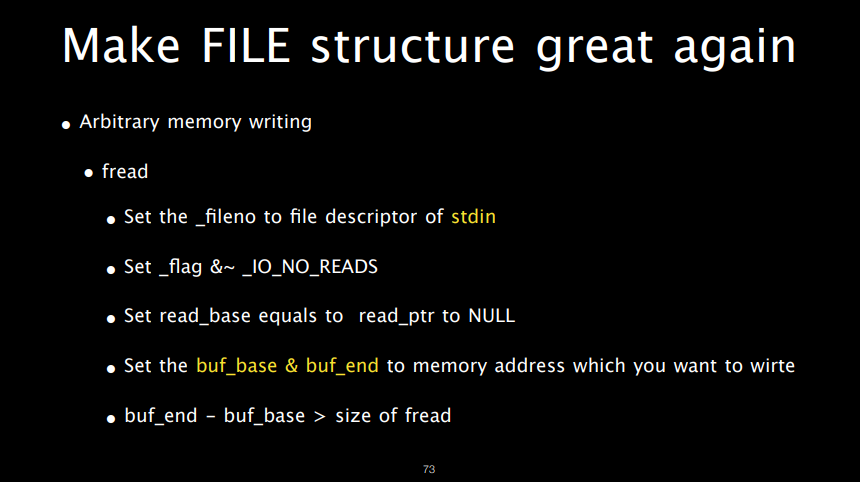 Make FILE structure great again
• Arbitrary memory writing
• fread
• Set the _fileno to file descriptor of stdin
• Set _flag &~ _IO_NO_READS
• Set read_base equals to read_ptr to NULL
• Set the buf_base & buf_end to memory address which you want to wirte
• buf_end - buf_base > size of fread
73